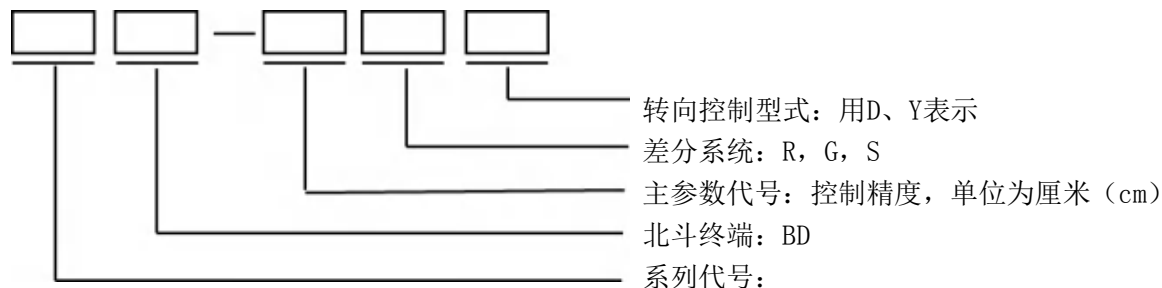 转向控制型式：用D、Y表示
差分系统：R，G，S
主参数代号：控制精度，单位为厘米（cm）
北斗终端：BD
系列代号：